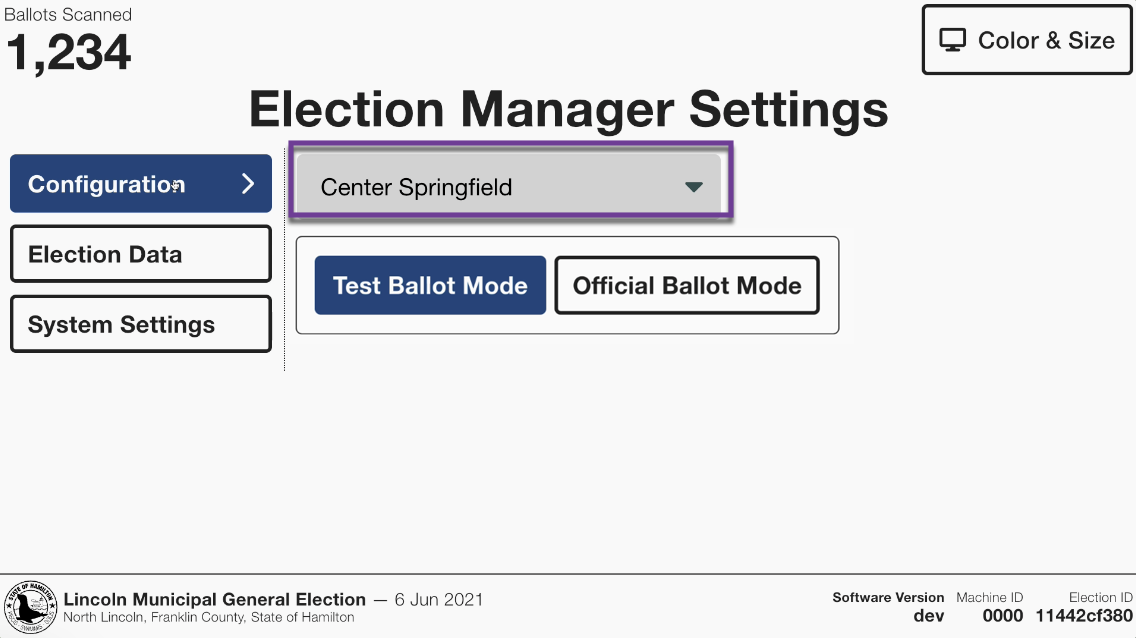 Ballots Scanned
1,234
Color & Size
Election Manager Settings
Configuration
Election Data
System Settings
Center Springfield
Test Ballot Mode
Official Ballot Mode
STATE OF HAMILTON
Lincoln Municipal General Election — 6 Jun 2021
North Lincoln, Franklin County, State of Hamilton
Software Version
dev
Machine ID
0000
Election ID
11442cf380